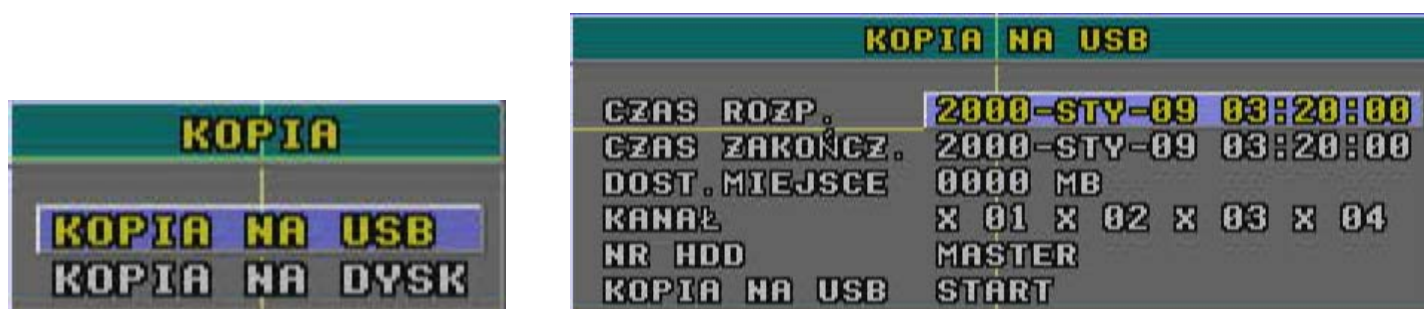 KOPIA
KOPIA NA USB
KOPIA NA DYSK
KOPIA NA USB
CZAS ROZP. 2000-STY-09 03:20:00
CZAS ZAKOŃCZ. 2000-STY-09 03:20:00
DOST.MIEJSCE 0000 MB
KANAŁ X 01 X 02 X 03 X 04
NR HDD MASTER
KOPIA NA USB START